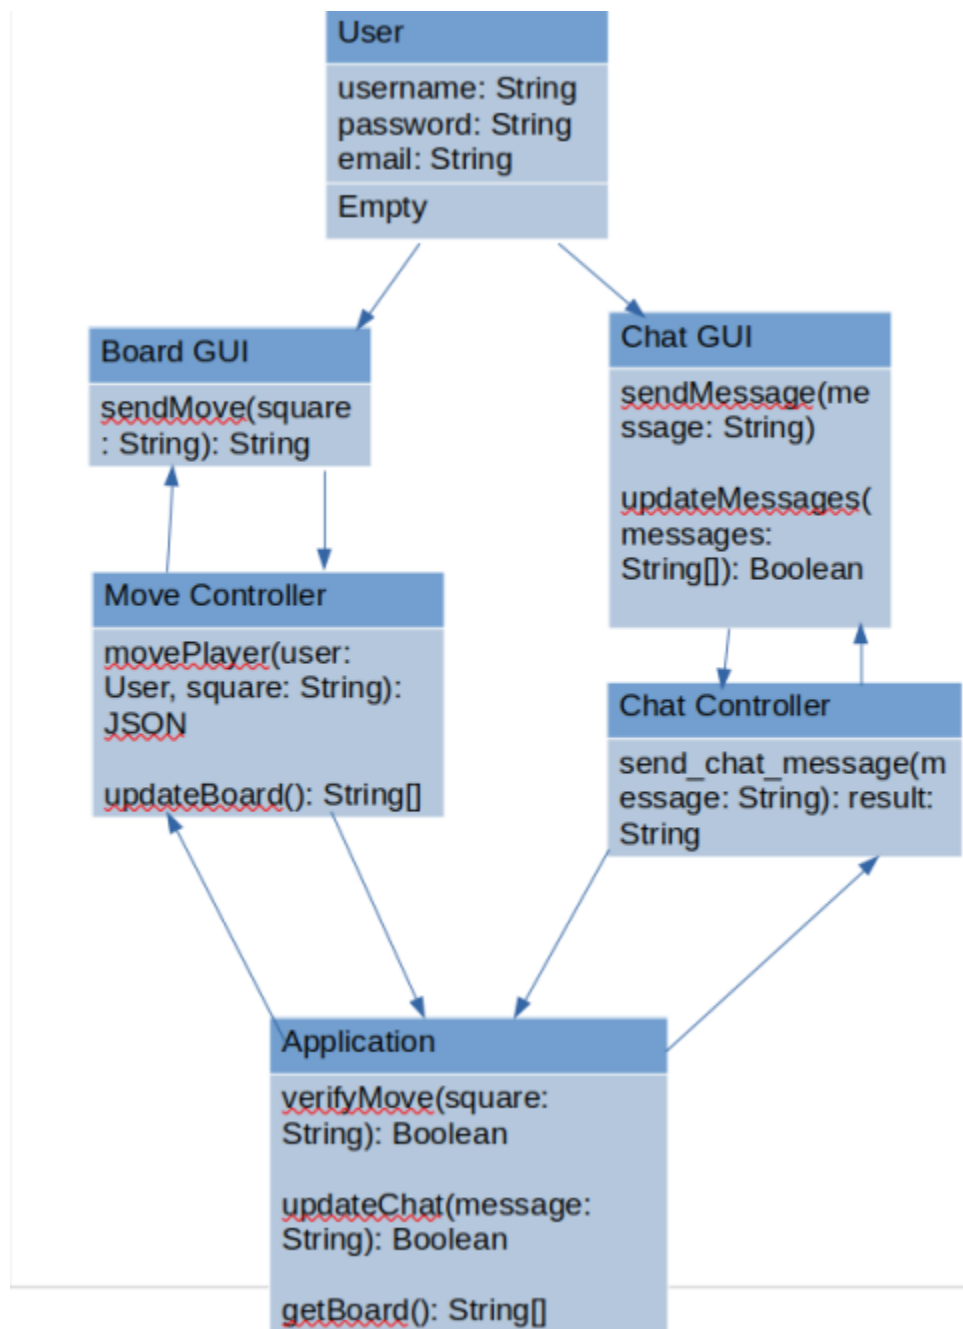 User
username: String
password: String
email: String
Empty
Board GUI
sendMove(square
: String): String
Chat GUI
sendMessage(me
ssage: String)
updateMessages(
messages:
String[]): Boolean
Move Controller
movePlayer(user:
User, square: String):
JSON
updateBoard(): String[]
Chat Controller
send_chat_message(m
essage: String): result:
String
Application
verifyMove(square:
String): Boolean
updateChat(message:
String): Boolean
getBoard(): String[]